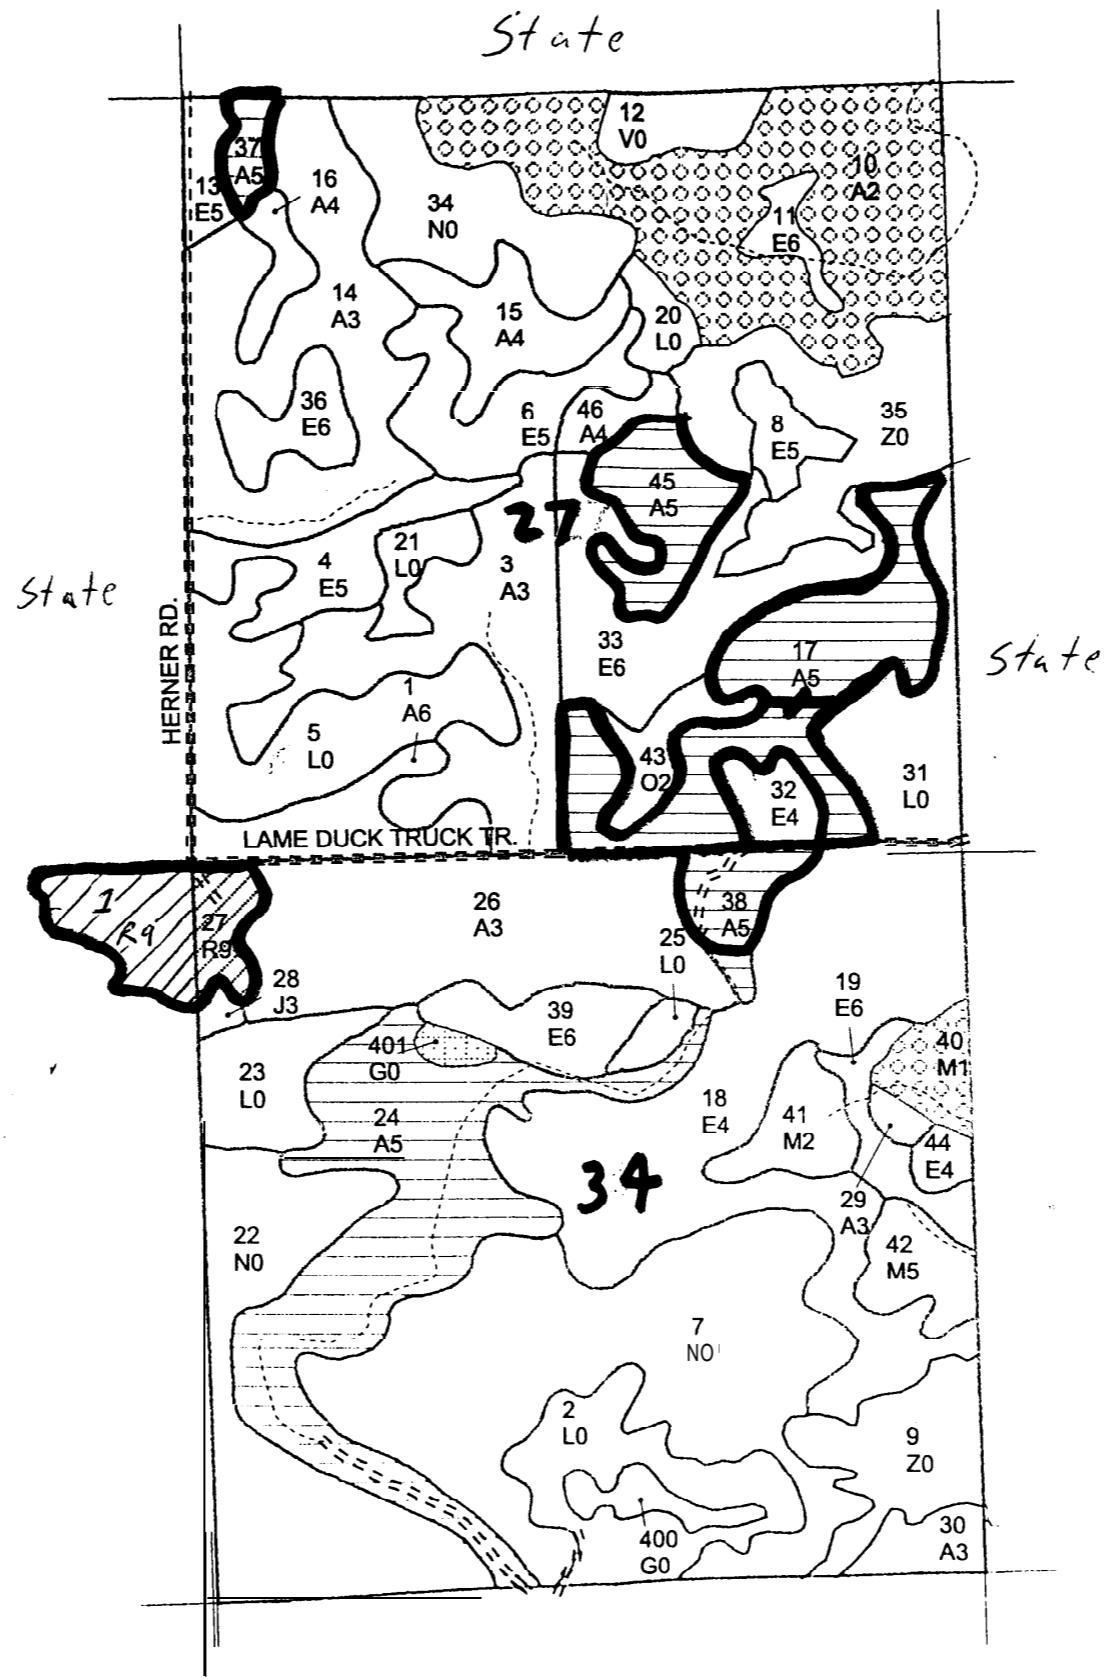 State
12
V0
37
A5
10
A2
16
A4
13
E5
34
N0
11
E6
14
A3
15
A4
20
L0
36
E6
6
E5
46
A4
8
E5
35
Z0
45
A5
27
21
L0
4
E5
3
A3
State
HERNER RD.
33
E6
17
A5
State
1
A6
5
L0
43
O2
32
E4
31
L0
LAME DUCK TRUCK TR.
1
R9
27
R9
26
A3
38
A5
25
L0
28
J3
19
E6
39
E6
401
G0
40
M1
23
L0
24
A5
18
E4
41
M2
44
E4
34
29
A3
22
N0
42
M5
7
NO
2
L0
9
Z0
400
G0
30
A3